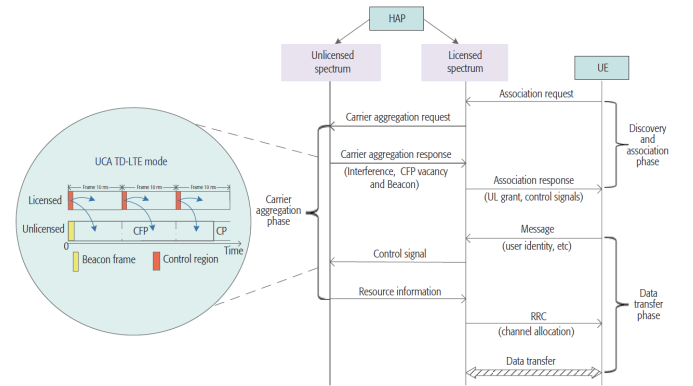 HAP
Unlicensed
spectrum
Licensed
spectrum
UE
Association request
Carrier aggregation request
Discovery
and
association
phase
UCA TD-LTE mode
Carrier aggregation response
(Interference, CFP vacancy
and Beacon)
Frame 10 ms
Frame 10 ms
Frame 10 ms
Association response
(UL grant, control signals)
Licensed
Carrier
aggregation
phase
Unlicensed
CFP
CP
0
Time
Message
(user identity, etc)
Control signal
Beacon frame
Control region
Resource information
Data
transfer
phase
RRC
(channel allocation)
Data transfer